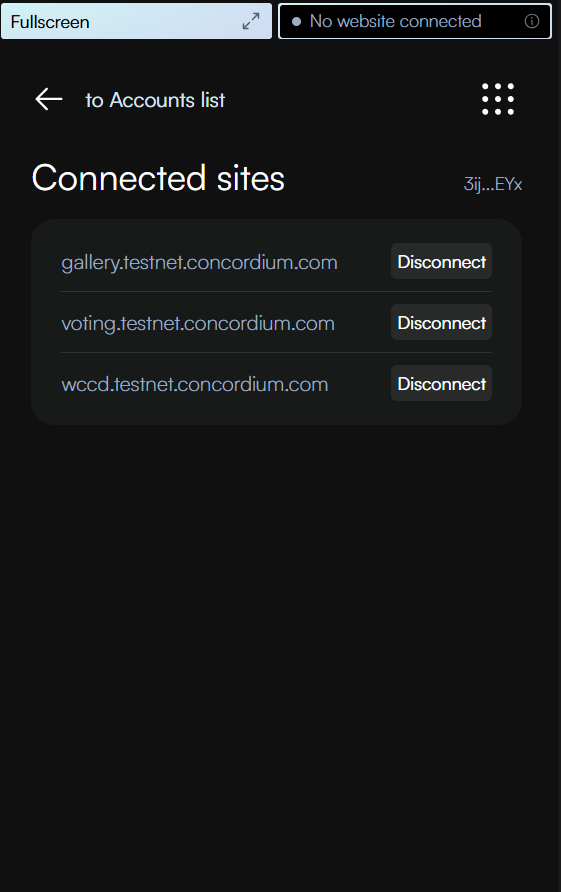 Fullscreen
No website connected
to Accounts list
Connected sites
3ij...EYx
gallery.testnet.concordium.com Disconnect
voting.testnet.concordium.com Disconnect
wccd.testnet.concordium.com Disconnect